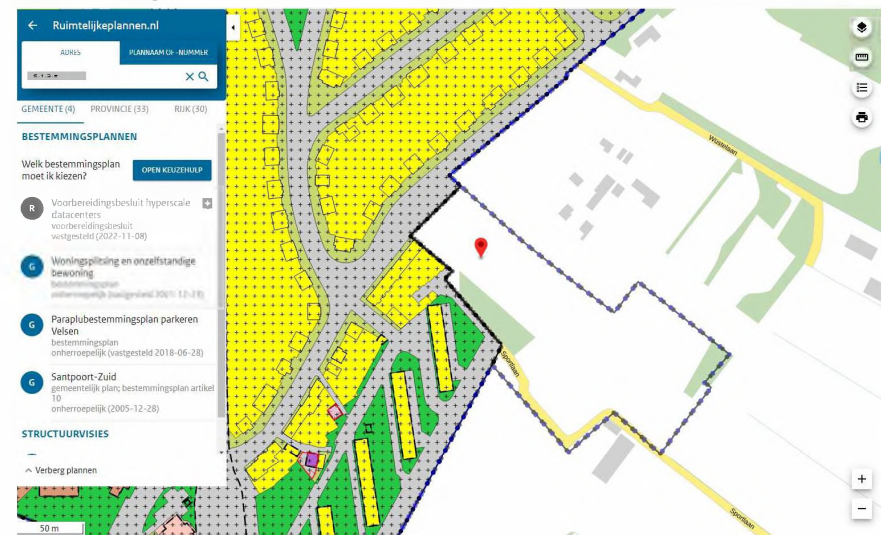 Ruimtelijkeplannen.nl
ADRES
PLANNAAM OF -NUMMER
GEMEENTE (4)
PROVINCIE (33)
RIJK (30)
BESTEMMINGSPLANNEN
Welk bestemmingsplan
moet ik kiezen?
OPEN KEUZEHULP
R
Voorbereidingsbesluit hyperscale
datacenters
voorbereidingsbesluit
vastgesteld (2022-11-08)
G
Woningsplitsing en onzelfstandige
bewoning
bestemmingsplan
G
Paraplubestemmingsplan parkeren
Velsen
bestemmingsplan
onherroepelijk (vastgesteld 2018-06-28)
G
Santpoort-Zuid
gemeentelijk plan; bestemmingsplan artikel
10
onherroepelijk (2005-12-28)
STRUCTUURVISIES
Verberg plannen
50 m
Wüstelaan
Sportlaan
Sportlaan